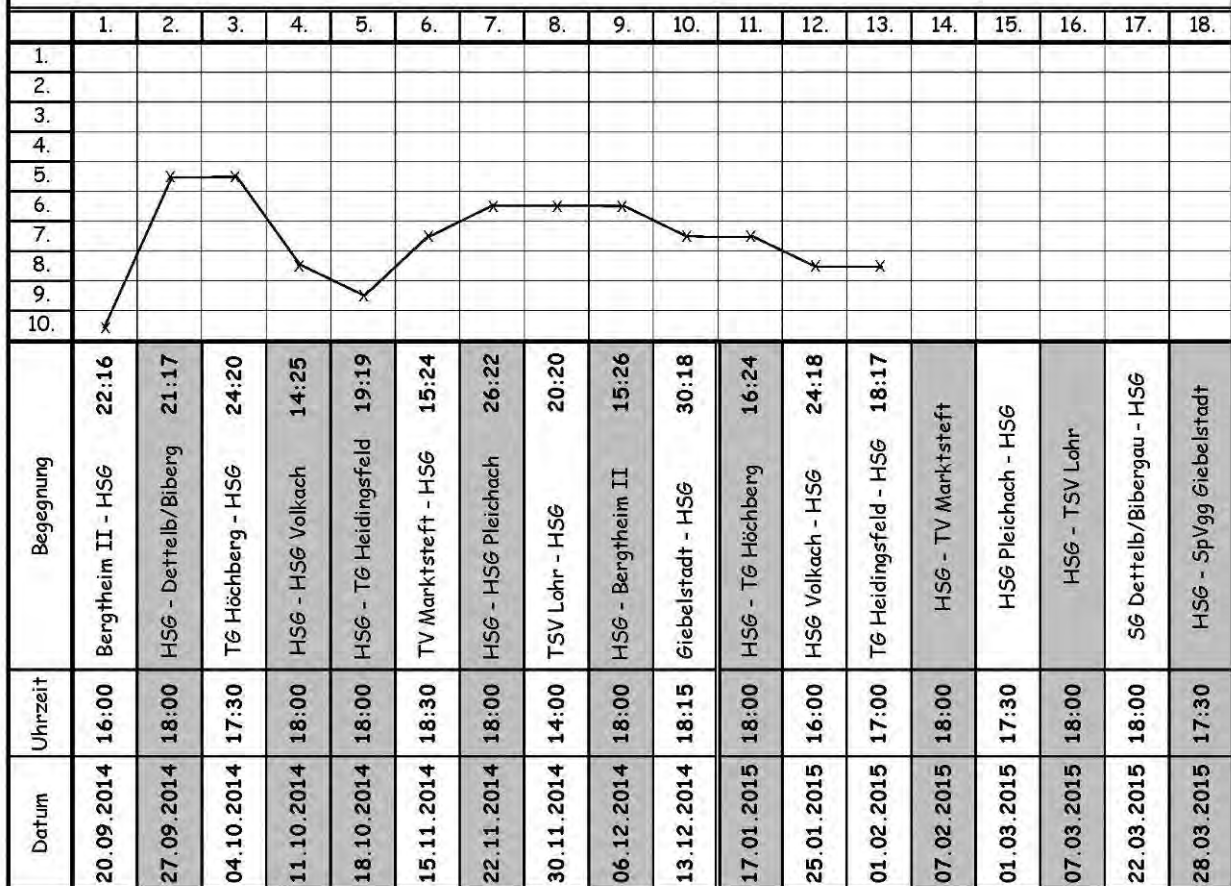 1. 2. 3. 4. 5. 6. 7. 8. 9. 10. 11. 12. 13. 14. 15. 16. 17. 18.
1.
2.
3.
4.
5.
6.
7.
8.
9.
10.
Begegnung
Bergtheim II - HSG 22:16
HSG - Dettelb/Biberg 21:17
TG Höchberg - HSG 24:20
HSG - HSG Volkach 14:25
HSG - TG Heidingsfeld 19:19
TV Marktsteft - HSG 15:24
HSG - HSG Pleichach 26:22
TSV Lohr - HSG 20:20
HSG - Bergtheim II 15:26
Giebelstadt - HSG 30:18
HSG - TG Höchberg 16:24
HSG Volkach - HSG 24:18
TG Heidingsfeld - HSG 18:17
HSG - TV Marktsteft
HSG Pleichach - HSG
HSG - TSV Lohr
SG Dettelb/Bibergau - HSG
HSG - SpVgg Giebelstadt
Uhrzeit
16:00
18:00
17:30
18:00
18:00
18:30
18:00
14:00
18:00
18:15
18:00
16:00
17:00
18:00
17:30
18:00
18:00
17:30
Datum
20.09.2014
27.09.2014
04.10.2014
11.10.2014
18.10.2014
15.11.2014
22.11.2014
30.11.2014
06.12.2014
13.12.2014
17.01.2015
25.01.2015
01.02.2015
07.02.2015
01.03.2015
07.03.2015
22.03.2015
28.03.2015